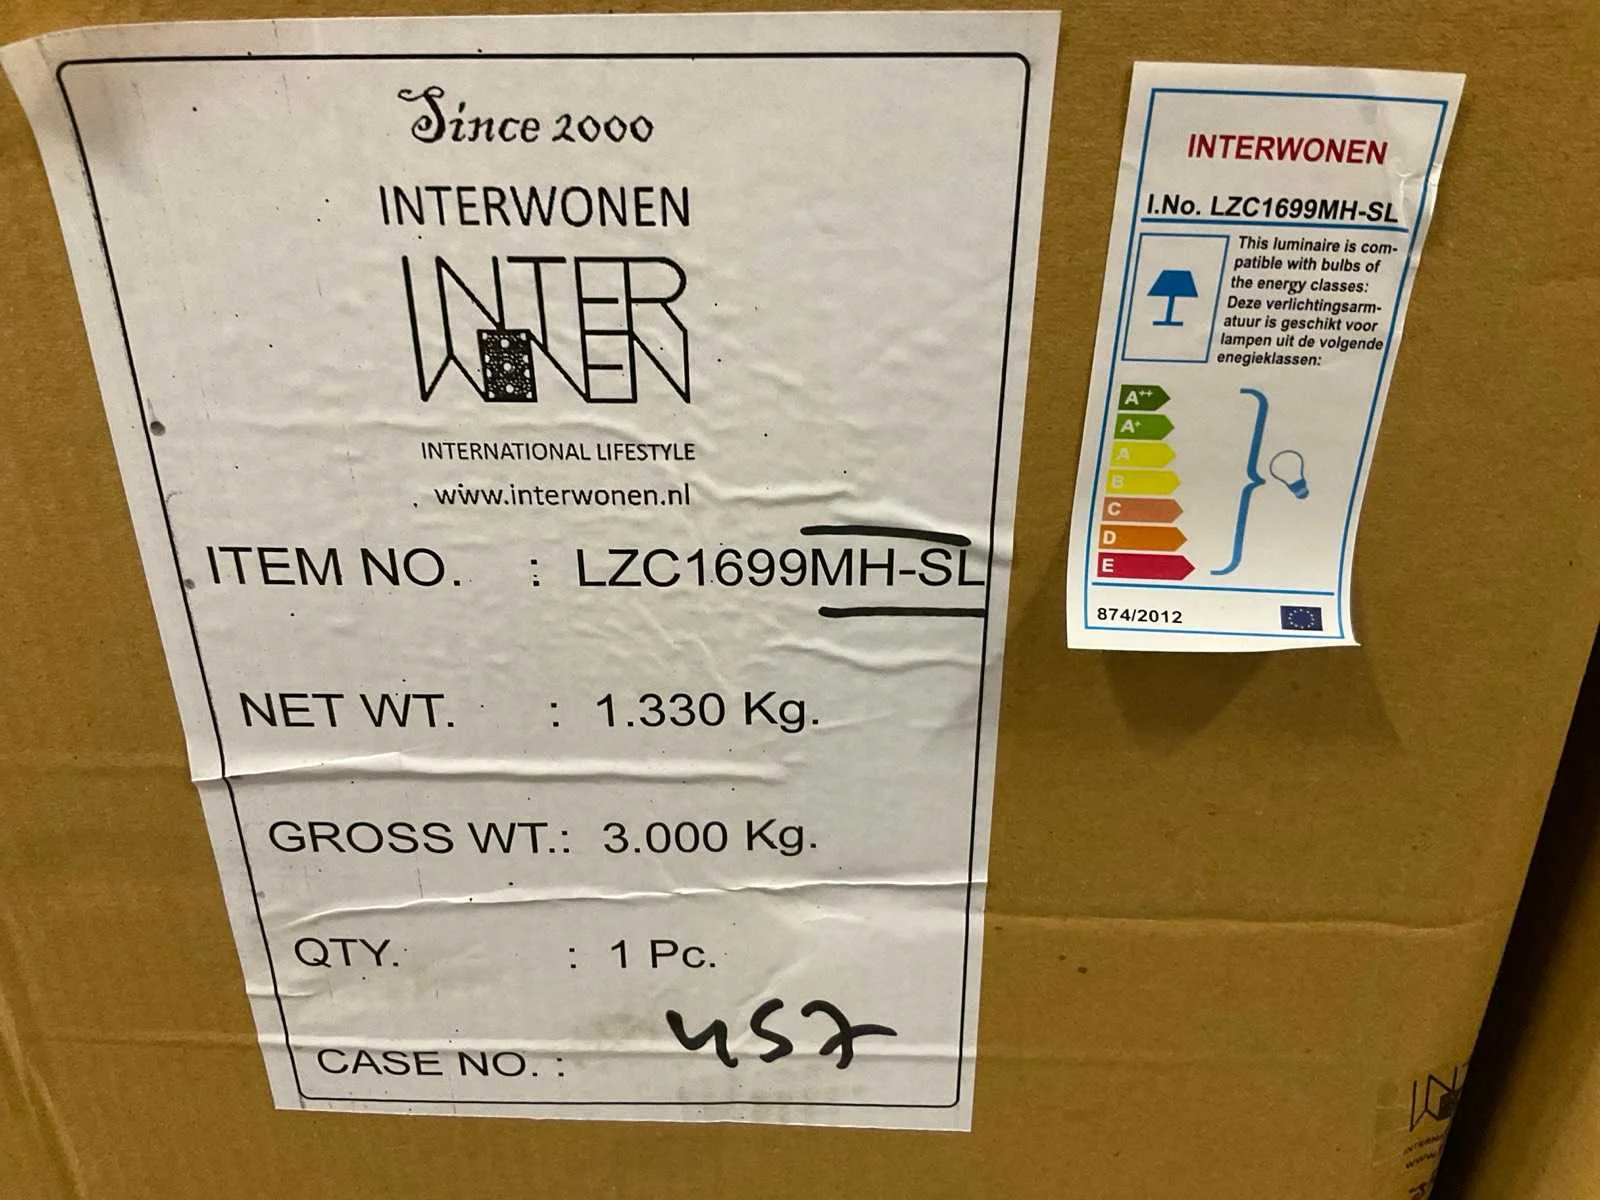 Since 2000
INTERWONEN
INTER
WONEN
INTERNATIONAL LIFESTYLE
www.interwonen.nl
ITEM NO. : LZC1699MH-SL
NET WT. : 1.330 Kg.
GROSS WT.: 3.000 Kg.
QTY. : 1 Pc.
CASE NO. : 457
INTERWONEN
I.No. LZC1699MH-SL
This luminaire is com-
patible with bulbs of
the energy classes:
Deze verlichtingsarm-
atuur is geschikt voor
lampen uit de volgende
enegieklassen:
A++
A+
A
B
C
D
E
874/2012